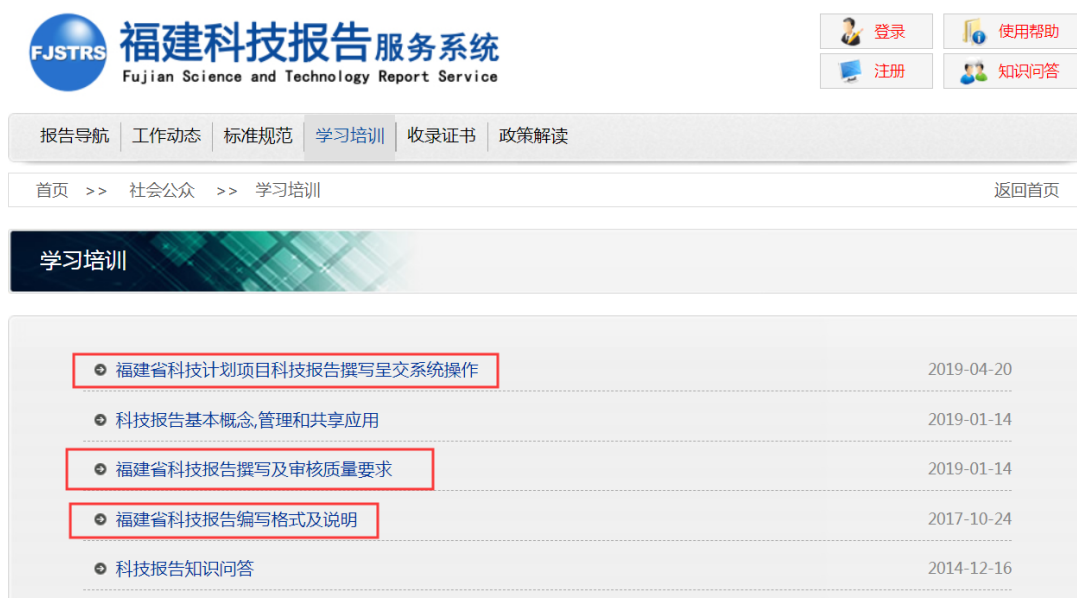 FJSTRS
福建科技报告服务系统
Fujian Science and Technology Report Service
登录
使用帮助
注册
知识问答
报告导航 工作动态 标准规范 学习培训 收录证书 政策解读
首页 >> 社会公众 >> 学习培训
返回首页
学习培训
福建省科技计划项目科技报告撰写呈交系统操作 2019-04-20
科技报告基本概念,管理和共享应用 2019-01-14
福建省科技报告撰写及审核质量要求 2019-01-14
福建省科技报告编写格式及说明 2017-10-24
科技报告知识问答 2014-12-16